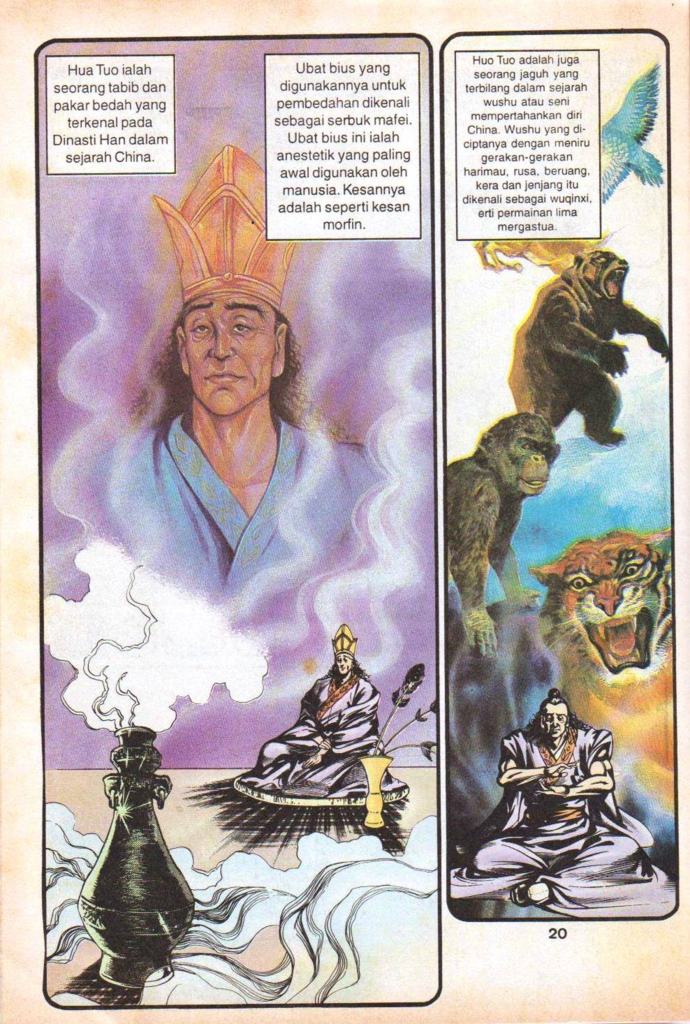 Hua Tuo ialah
seorang tabib dan
pakar bedah yang
terkenal pada
Dinasti Han dalam
sejarah China.
Ubat bius yang
digunakannya untuk
pembedahan dikenali
sebagai serbuk mafei.
Ubat bius ini ialah
anestetik yang paling
awal digunakan oleh
manusia. Kesannya
adalah seperti kesan
morfin.
Huo Tuo adalah juga
seorang jaguh yang
terbilang dalam sejarah
wushu atau seni
mempertahankan diri
China. Wushu yang di-
ciptanya dengan meniru
gerakan-gerakan
harimau, rusa, beruang,
kera dan jenjang itu
dikenali sebagai wuqinxi,
erti permainan lima
mergastua.
20